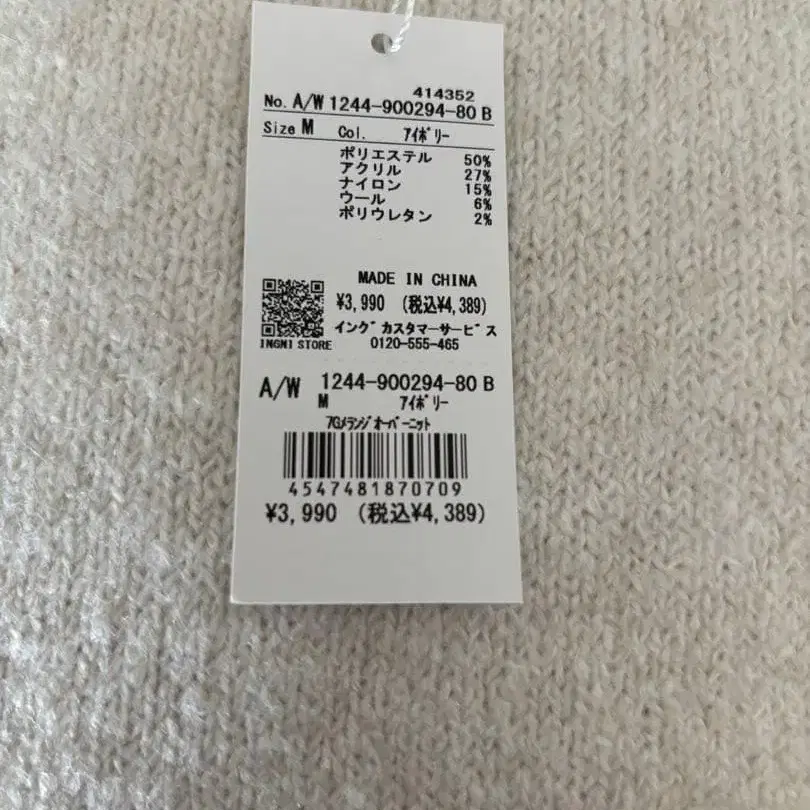 414352
No. A/W 1244-900294-80 B
Size M Col. ｱｲﾎﾞﾘｰ
ポリエステル 50%
アクリル 27%
ナイロン 15%
ウール 6%
ポリウレタン 2%
MADE IN CHINA
¥3,990 (税込¥4,389)
イングﾞカスタマーサービﾞス
INGNI STORE 0120-555-465
A/W 1244-900294-80 B
M ｱｲﾎﾞﾘｰ
7Gﾒﾗﾝｼﾞｵｰﾊﾞｰﾆｯﾄ
4547481870709
¥3,990 (税込¥4,389)